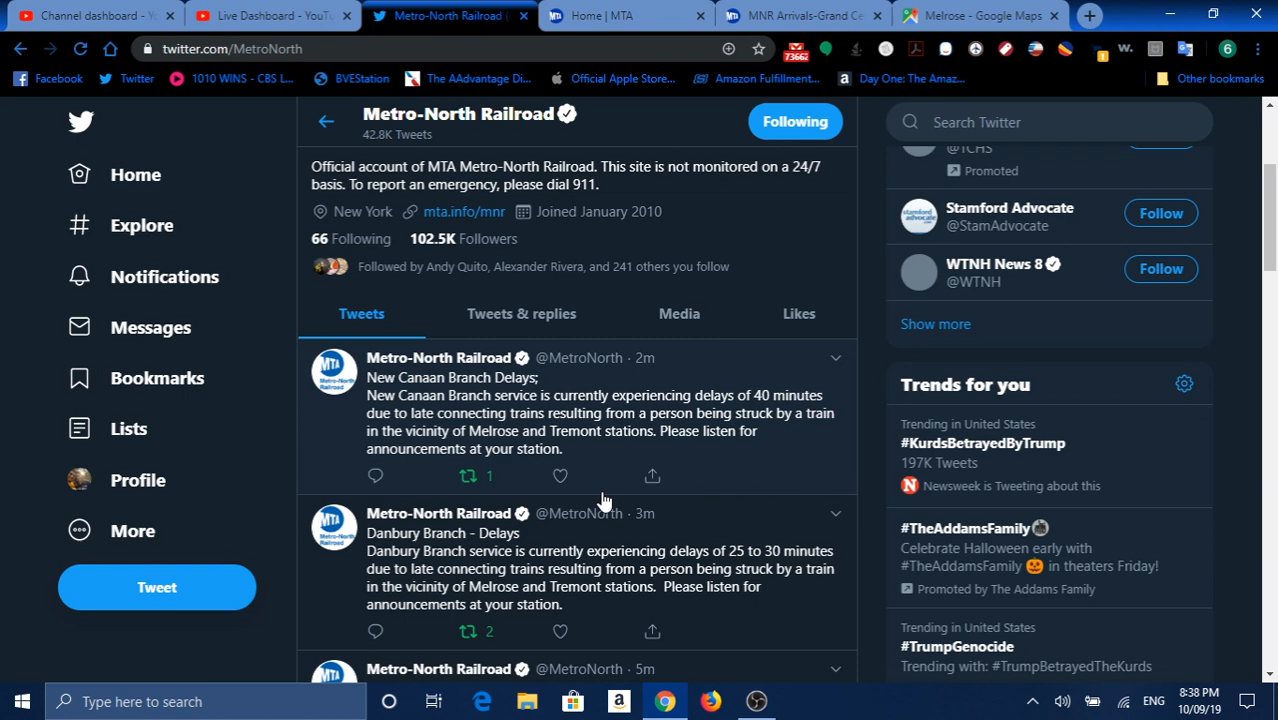 Channel dashboard - Yo
Live Dashboard - YouTu
Metro-North Railroad (
Home | MTA
MNR Arrivals-Grand Ce
Melrose - Google Maps
twitter.com/MetroNorth
73662
1
W.
6
Facebook
Twitter
1010 WINS - CBS L...
BVEStation
The AAdvantage Di...
Official Apple Store...
Amazon Fulfillment...
Day One: The Amaz...
Other bookmarks
Home
Explore
Notifications
Messages
Bookmarks
Lists
Profile
More
Tweet
Metro-North Railroad
42.8K Tweets
Following
Official account of MTA Metro-North Railroad. This site is not monitored on a 24/7
basis. To report an emergency, please dial 911.
New York mta.info/mnr Joined January 2010
66 Following 102.5K Followers
Followed by Andy Quito, Alexander Rivera, and 241 others you follow
Tweets Tweets & replies Media Likes
MTA
Metro-North
Railroad
Metro-North Railroad @MetroNorth · 2m
New Canaan Branch Delays;
New Canaan Branch service is currently experiencing delays of 40 minutes
due to late connecting trains resulting from a person being struck by a train
in the vicinity of Melrose and Tremont stations. Please listen for
announcements at your station.
1
MTA
Metro-North
Railroad
Metro-North Railroad @MetroNorth · 3m
Danbury Branch - Delays
Danbury Branch service is currently experiencing delays of 25 to 30 minutes
due to late connecting trains resulting from a person being struck by a train
in the vicinity of Melrose and Tremont stations. Please listen for
announcements at your station.
2
MTA
Metro-North Railroad @MetroNorth · 5m
Search Twitter
@TCHS
Promoted
Stamford Advocate
@StamAdvocate
Follow
WTNH News 8
@WTNH
Follow
Show more
Trends for you
Trending in United States
#KurdsBetrayedByTrump
197K Tweets
Newsweek is Tweeting about this
#TheAddamsFamily
Celebrate Halloween early with
#TheAddamsFamily 🎃 in theaters Friday!
Promoted by The Addams Family
Trending in United States
#TrumpGenocide
Trending with: #TrumpBetrayedTheKurds
Type here to search
ENG
8:38 PM
10/09/19